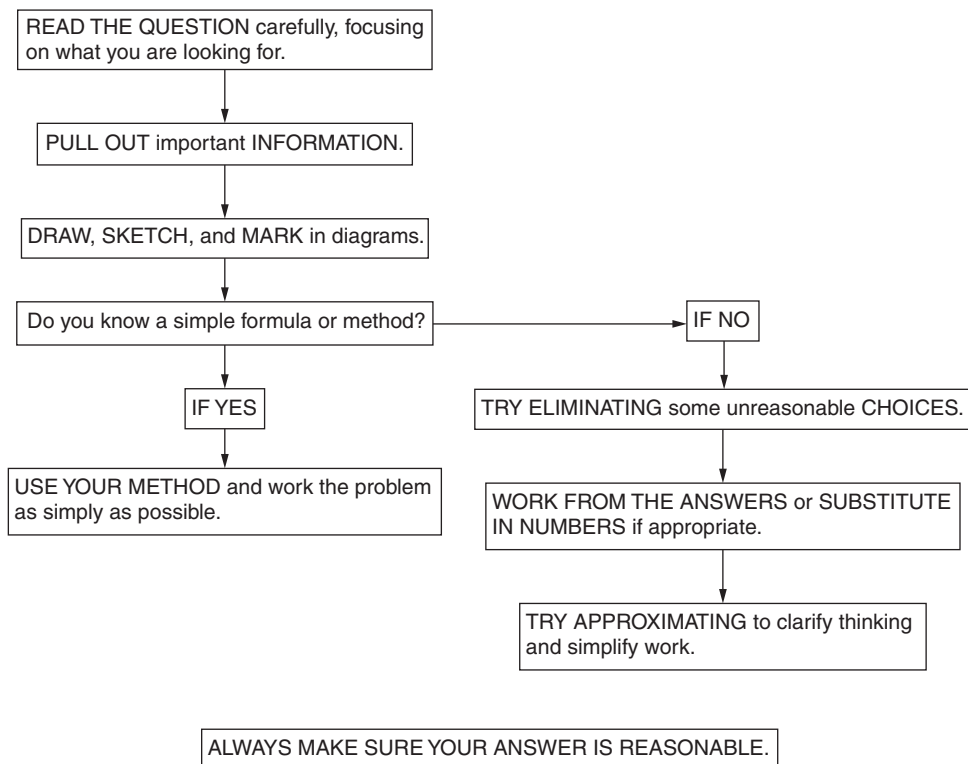 READ THE QUESTION carefully, focusing
on what you are looking for.
PULL OUT important INFORMATION.
DRAW, SKETCH, and MARK in diagrams.
Do you know a simple formula or method?
IF NO
IF YES
TRY ELIMINATING some unreasonable CHOICES.
USE YOUR METHOD and work the problem
as simply as possible.
WORK FROM THE ANSWERS or SUBSTITUTE
IN NUMBERS if appropriate.
TRY APPROXIMATING to clarify thinking
and simplify work.
ALWAYS MAKE SURE YOUR ANSWER IS REASONABLE.